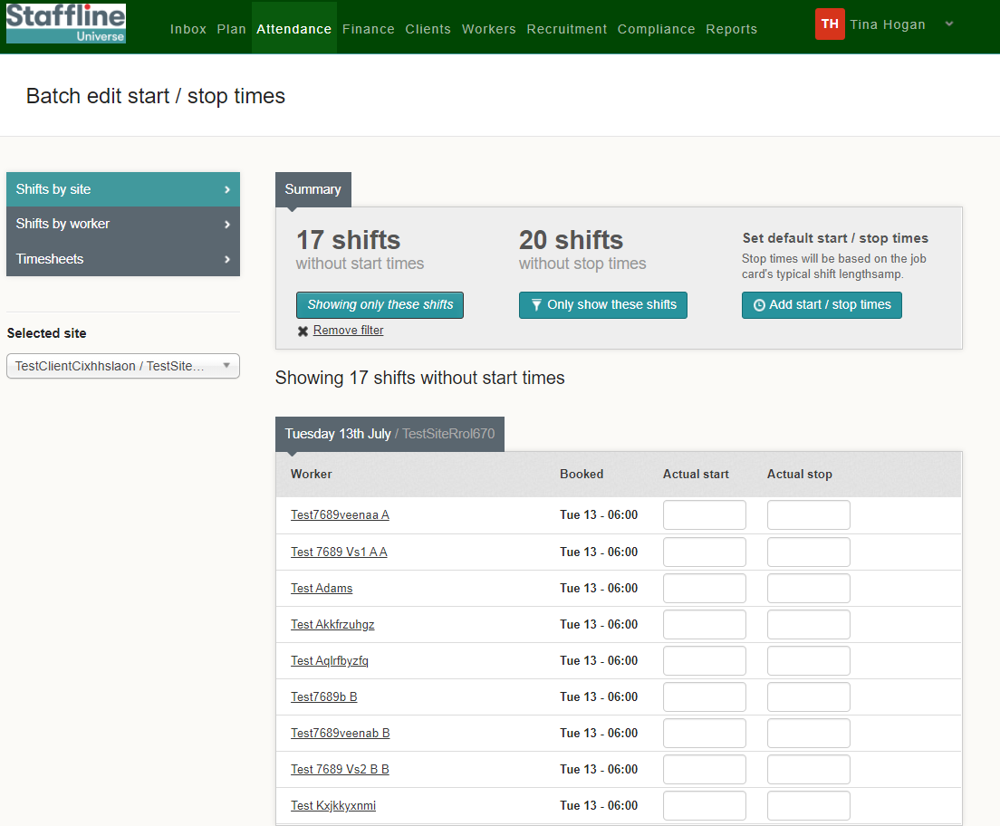 Staffline
Universe
Inbox Plan Attendance Finance Clients Workers Recruitment Compliance Reports
TH Tina Hogan
Batch edit start / stop times
Shifts by site
Shifts by worker
Timesheets
Selected site
TestClientCixhhslaon / TestSite...
Summary
17 shifts
without start times
Showing only these shifts
Remove filter
20 shifts
without stop times
Only show these shifts
Set default start / stop times
Stop times will be based on the job
card's typical shift lengthsamp.
Add start / stop times
Showing 17 shifts without start times
Tuesday 13th July / TestSiteRrol670
Worker Booked Actual start Actual stop
Test7689veenaa A Tue 13 - 06:00
Test 7689 Vs1 A A Tue 13 - 06:00
Test Adams Tue 13 - 06:00
Test Akkfrzuhgz Tue 13 - 06:00
Test Aqlrfbyzfq Tue 13 - 06:00
Test7689b B Tue 13 - 06:00
Test7689veenab B Tue 13 - 06:00
Test 7689 Vs2 B B Tue 13 - 06:00
Test Kxjkkyxnmi Tue 13 - 06:00